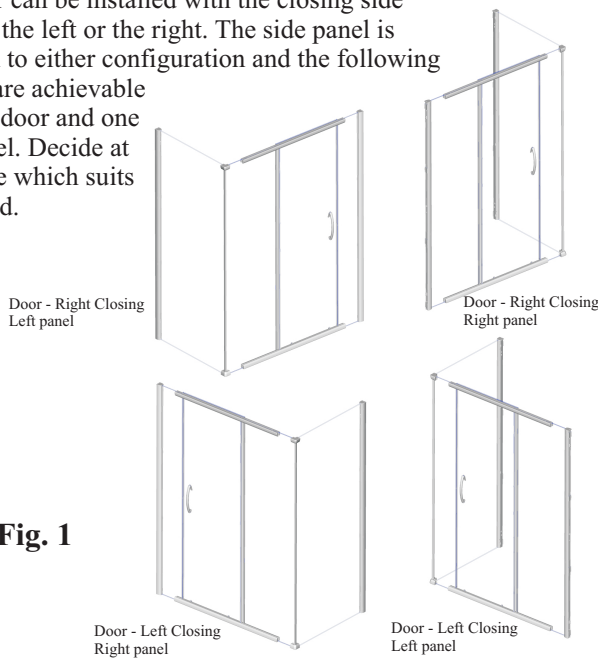 can be installed with the closing side
the left or the right. The side panel is
to either configuration and the following
are achievable
door and one
Decide at
which suits
Door - Right Closing
Left panel
Door - Right Closing
Right panel
Fig. 1
Door - Left Closing
Right panel
Door - Left Closing
Left panel